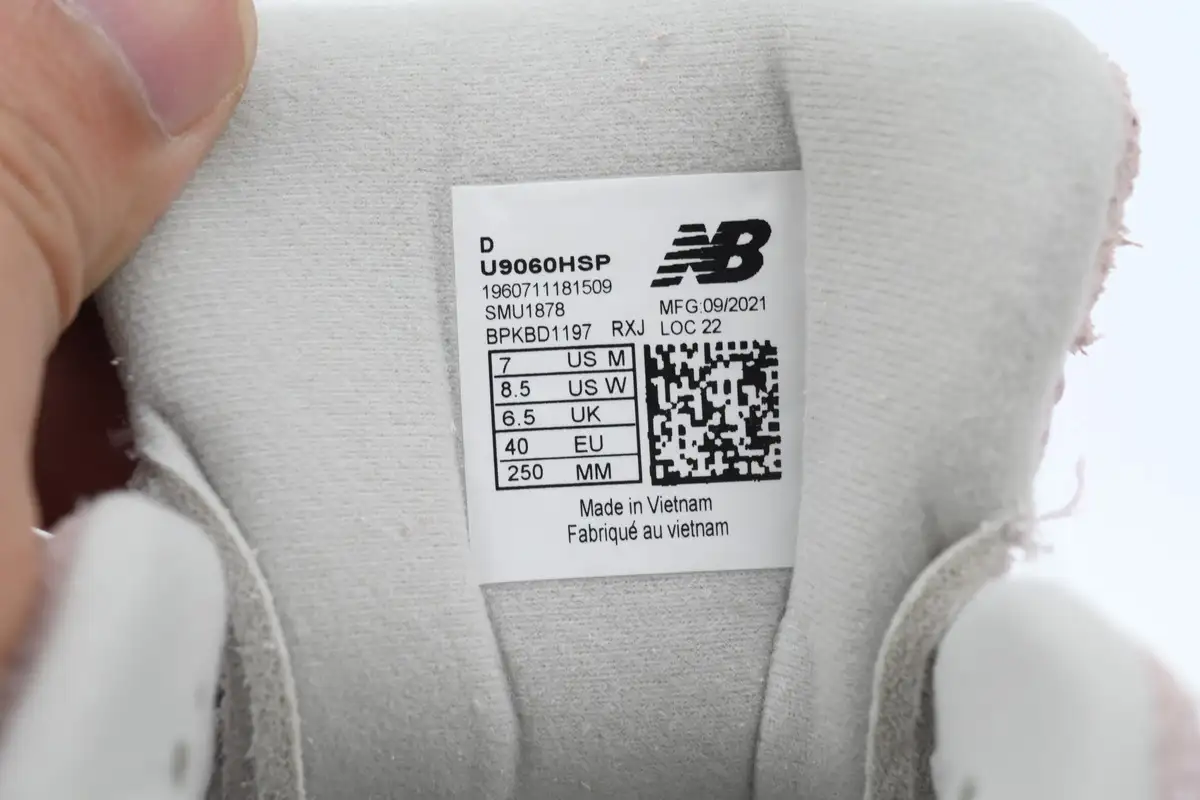 D
U9060HSP
1960711181509
SMU1878
BPKBD1197 RXJ
NB
MFG:09/2021
LOC 22
7 US M
8.5 US W
6.5 UK
40 EU
250 MM
Made in Vietnam
Fabriqué au vietnam